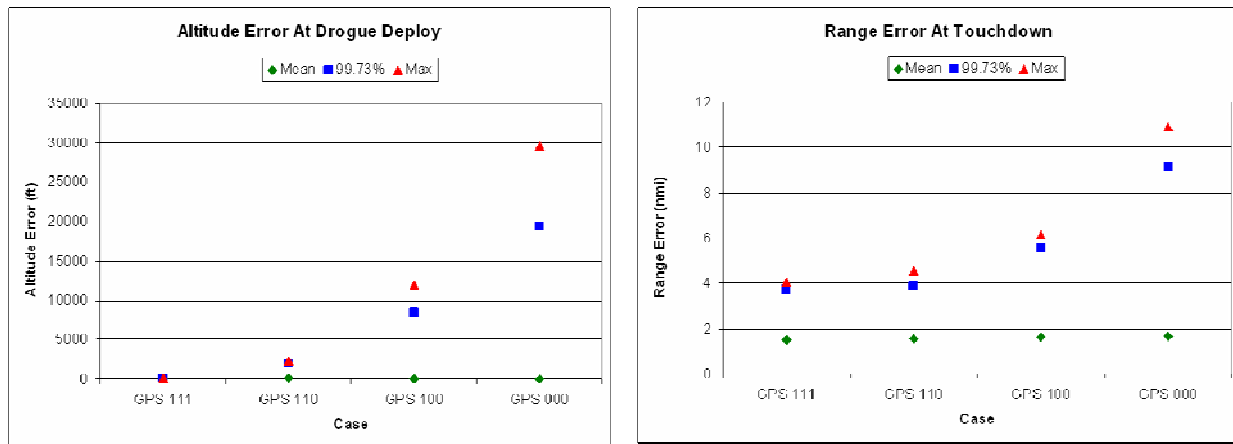 Altitude Error At Drogue Deploy
Mean 99.73% Max
35000
30000
25000
20000
15000
10000
5000
0
Altitude Error (ft)
GPS 111 GPS 110 GPS 100 GPS 000
Case
Range Error At Touchdown
Mean 99.73% Max
12
10
8
6
4
2
0
Range Error (nmi)
GPS 111 GPS 110 GPS 100 GPS 000
Case